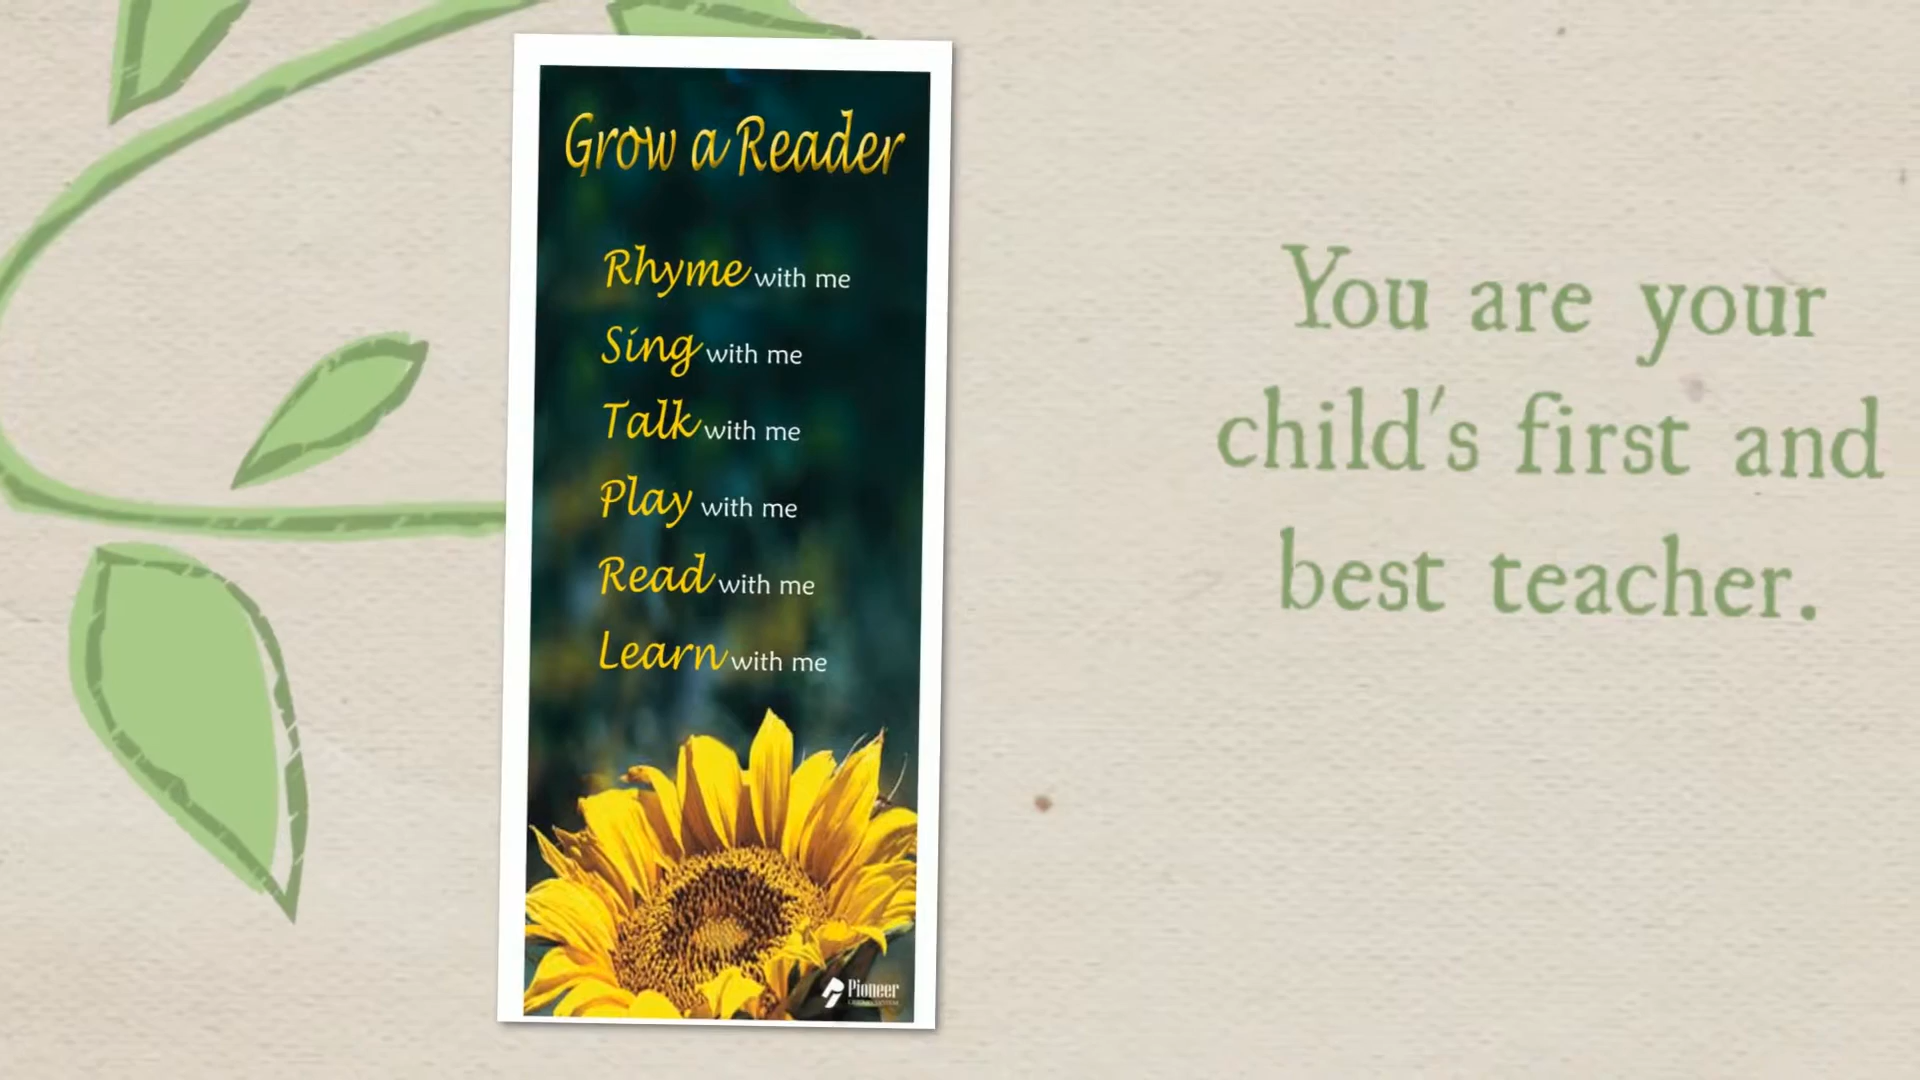 Grow a Reader
Rhyme with me
Sing with me
Talk with me
Play with me
Read with me
Learn with me
Pioneer
You are your
child's first and
best teacher.